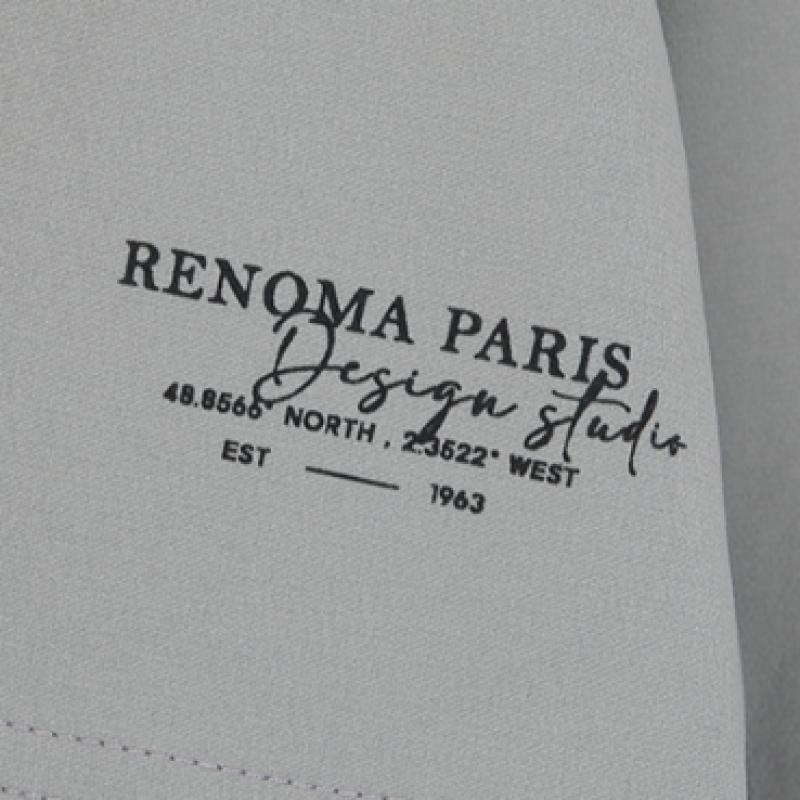 RENOMA PARIS
Design studio
48.8566° NORTH , 2.3522° WEST
EST — 1963